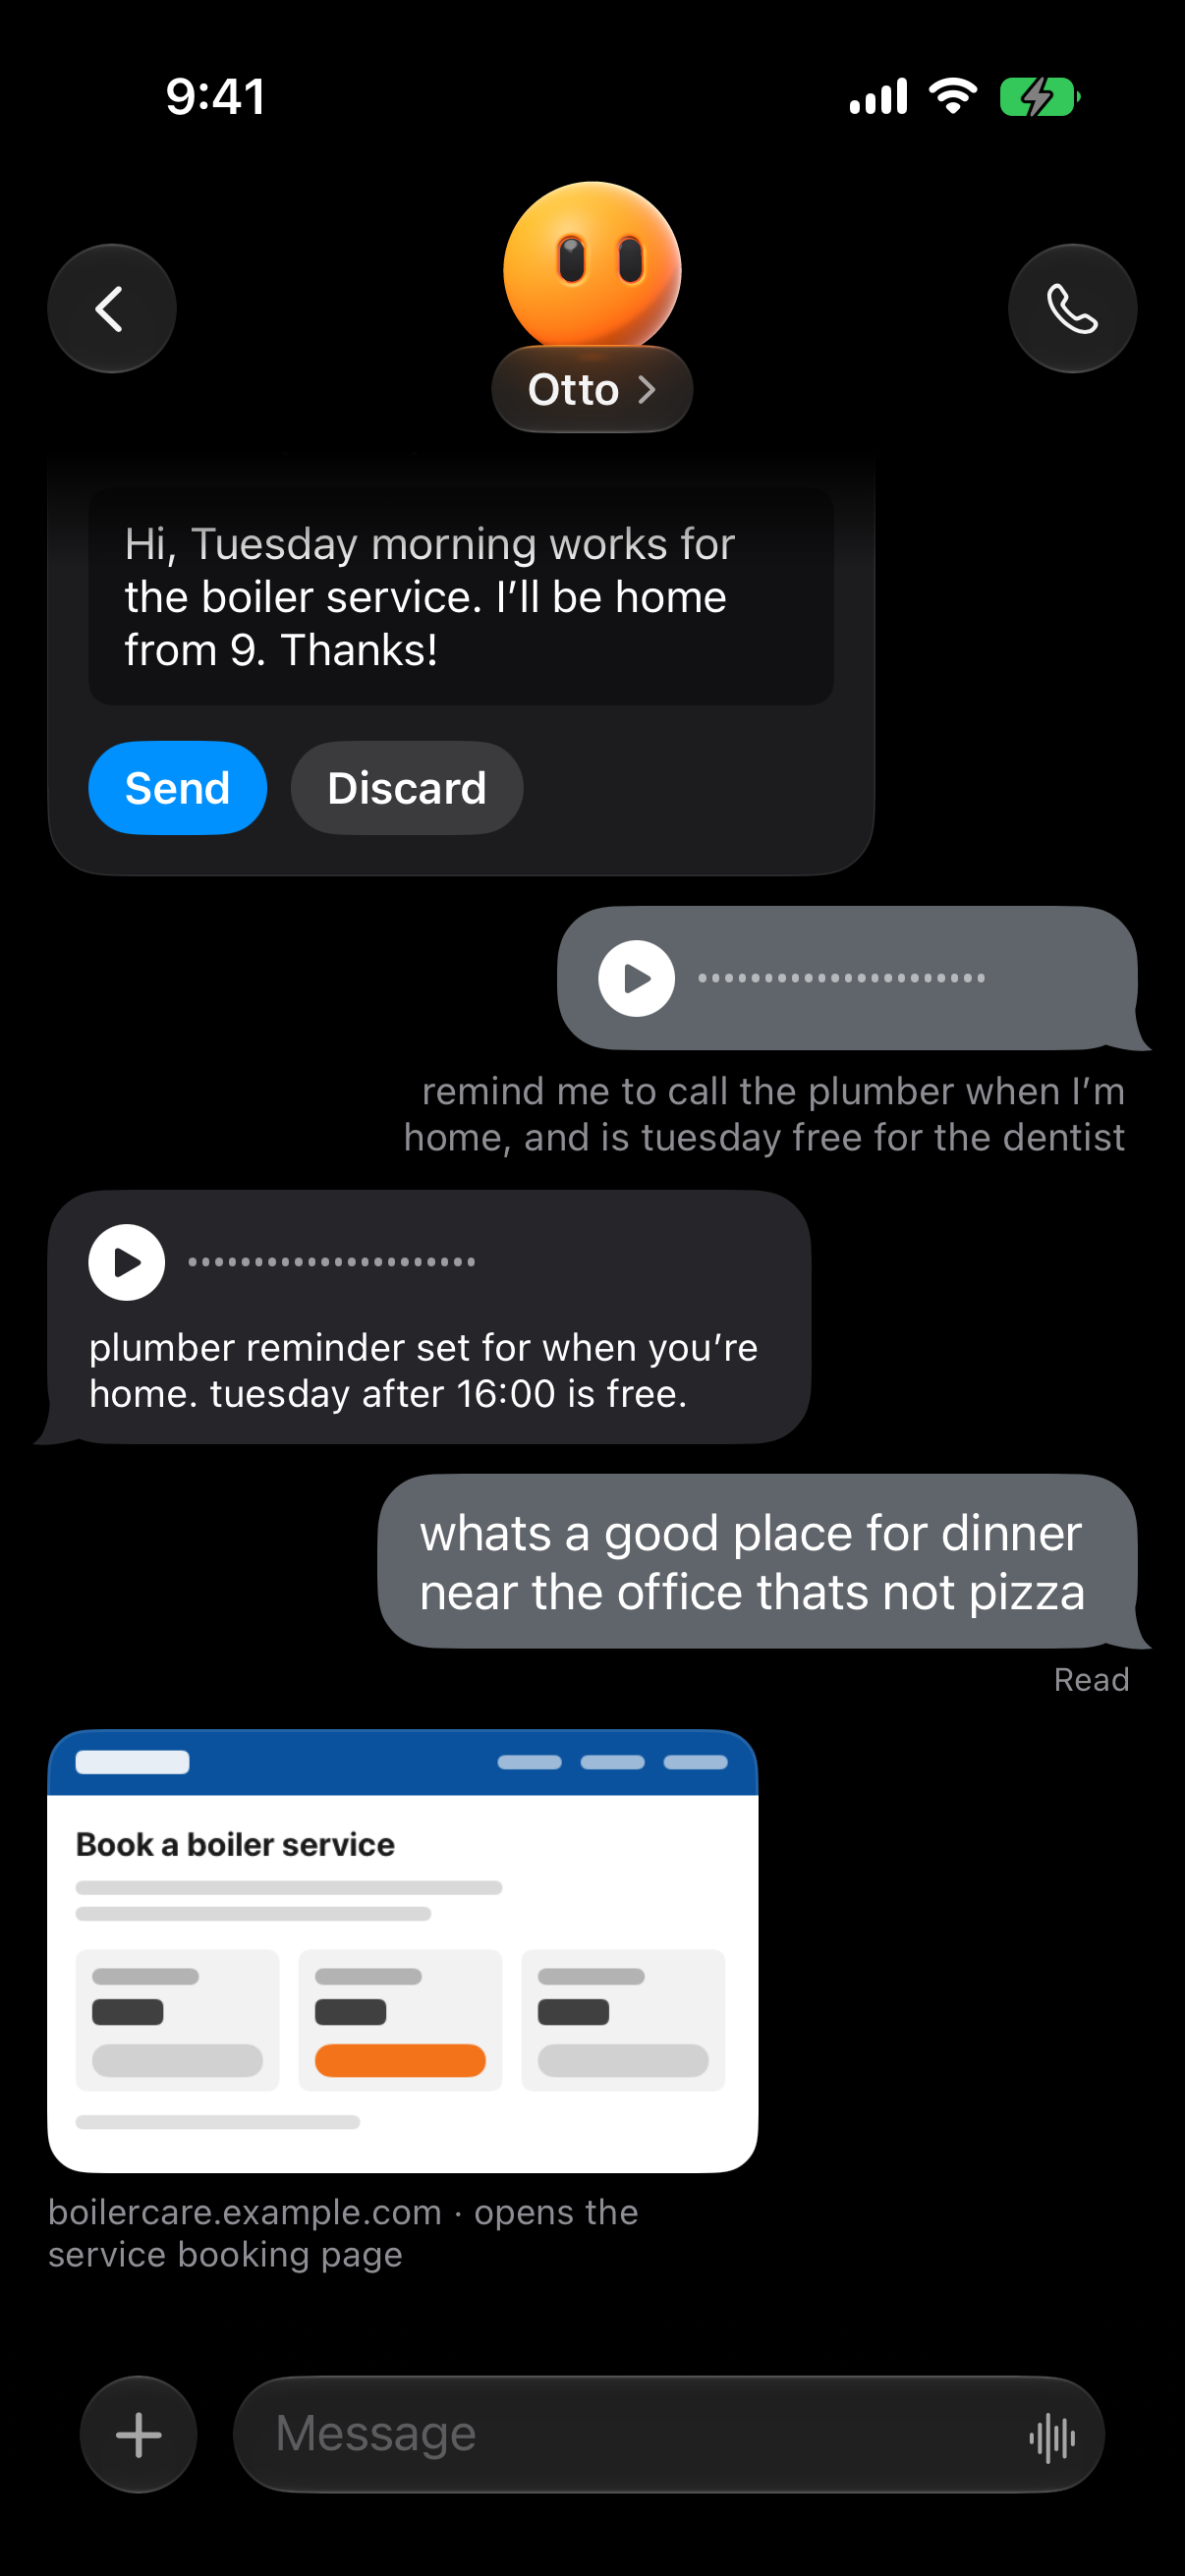 9:41
Otto
Hi, Tuesday morning works for
the boiler service. I’ll be home
from 9. Thanks!
Send
Discard
remind me to call the plumber when I’m
home, and is tuesday free for the dentist
plumber reminder set for when you’re
home. tuesday after 16:00 is free.
whats a good place for dinner
near the office thats not pizza
Read
Book a boiler service
boilercare.example.com · opens the
service booking page
Message